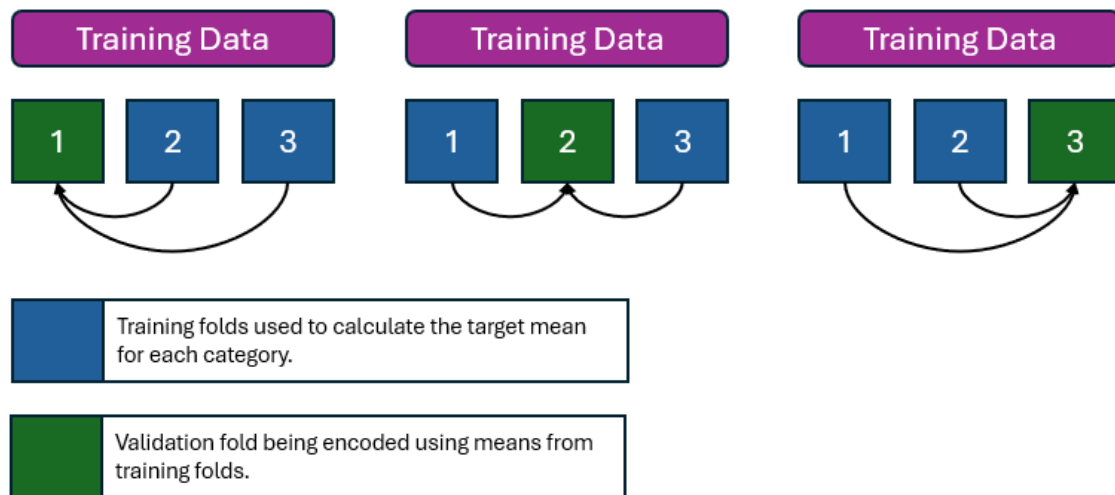 Training Data
Training Data
Training Data
1
2
3
1
2
3
1
2
3
Training folds used to calculate the target mean
for each category.
Validation fold being encoded using means from
training folds.